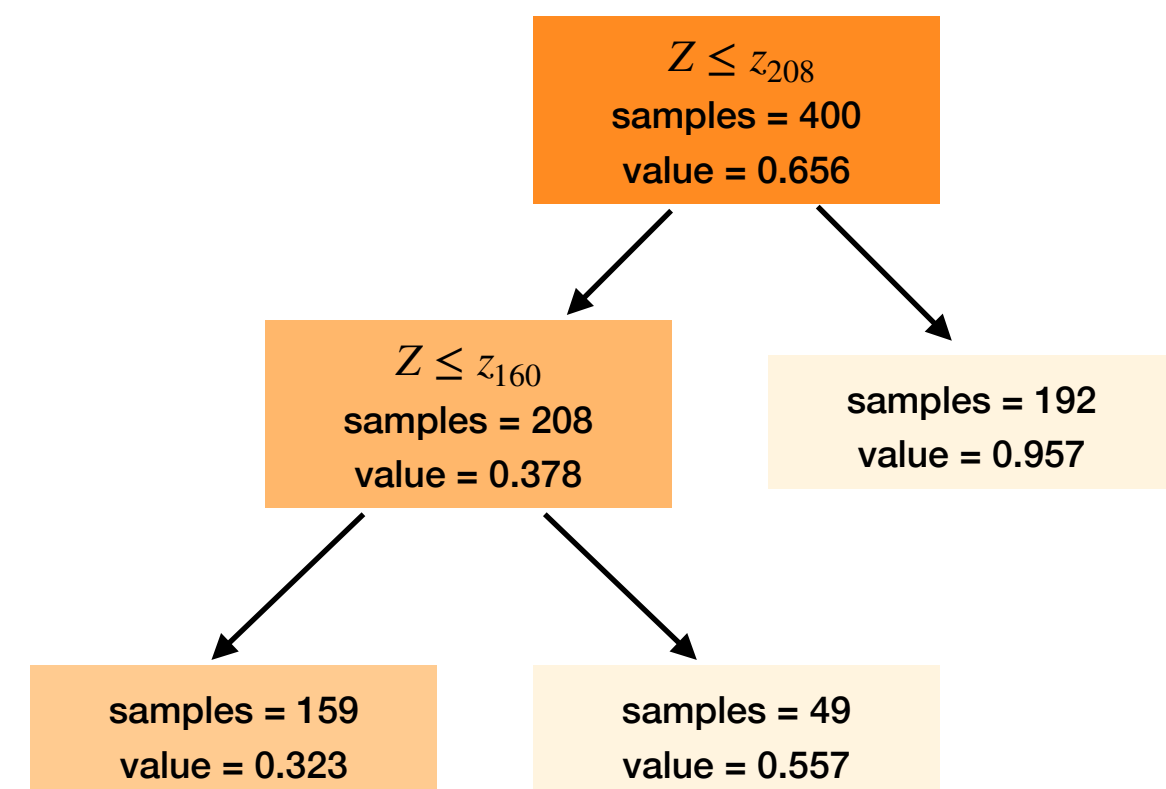 Z ≤ z₂₀₈
samples = 400
value = 0.656
Z ≤ z₁₆₀
samples = 208
value = 0.378
samples = 192
value = 0.957
samples = 159
value = 0.323
samples = 49
value = 0.557